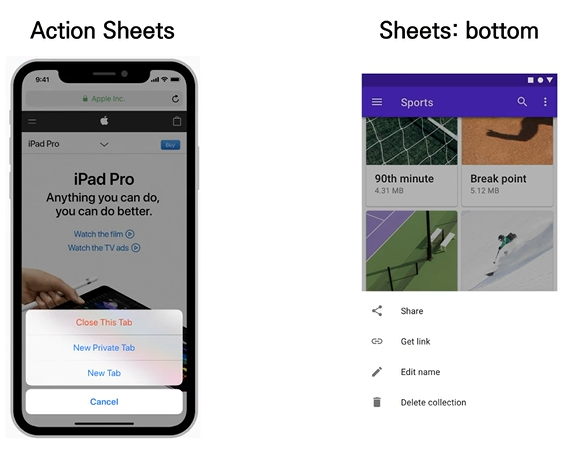 Action Sheets
Sheets: bottom
9:41
Apple Inc.
iPad Pro
Buy
iPad Pro
Anything you can do,
you can do better.
Watch the film
Watch the TV ads
Close This Tab
New Private Tab
New Tab
Cancel
Sports
90th minute
4.31 MB
Break point
5.12 MB
Share
Get link
Edit name
Delete collection